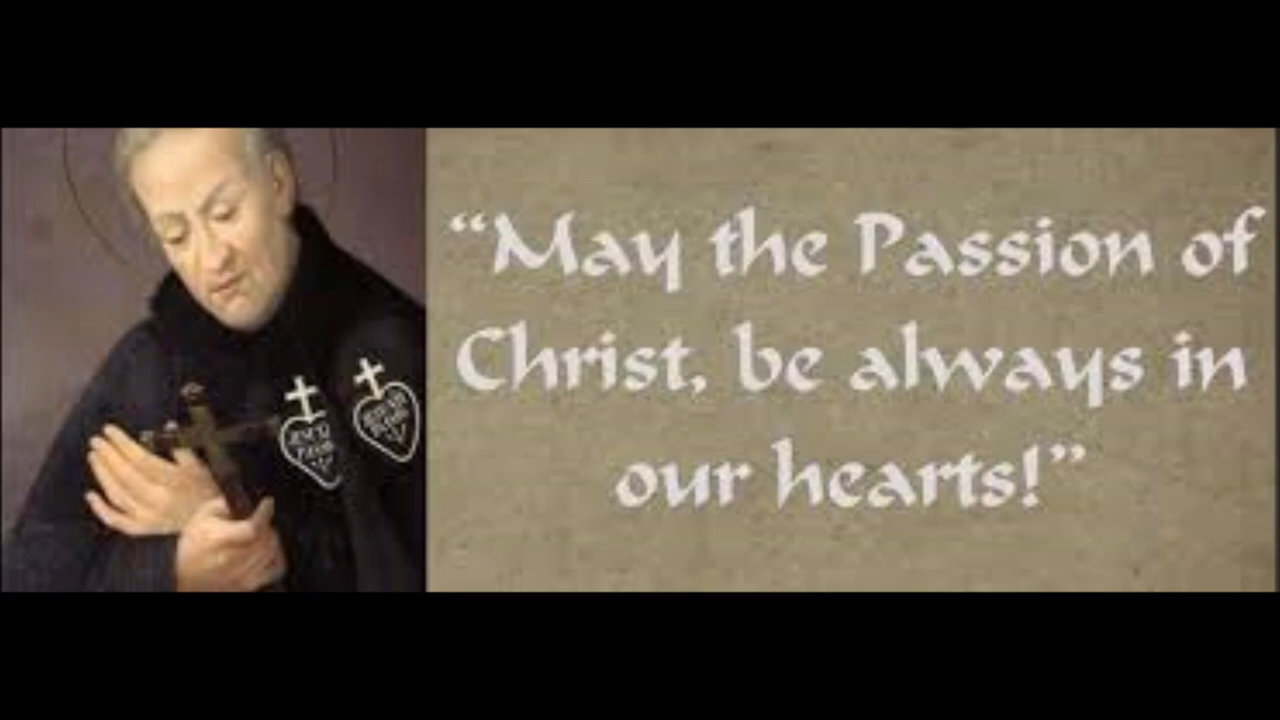 “May the Passion of
Christ, be always in
our hearts!”